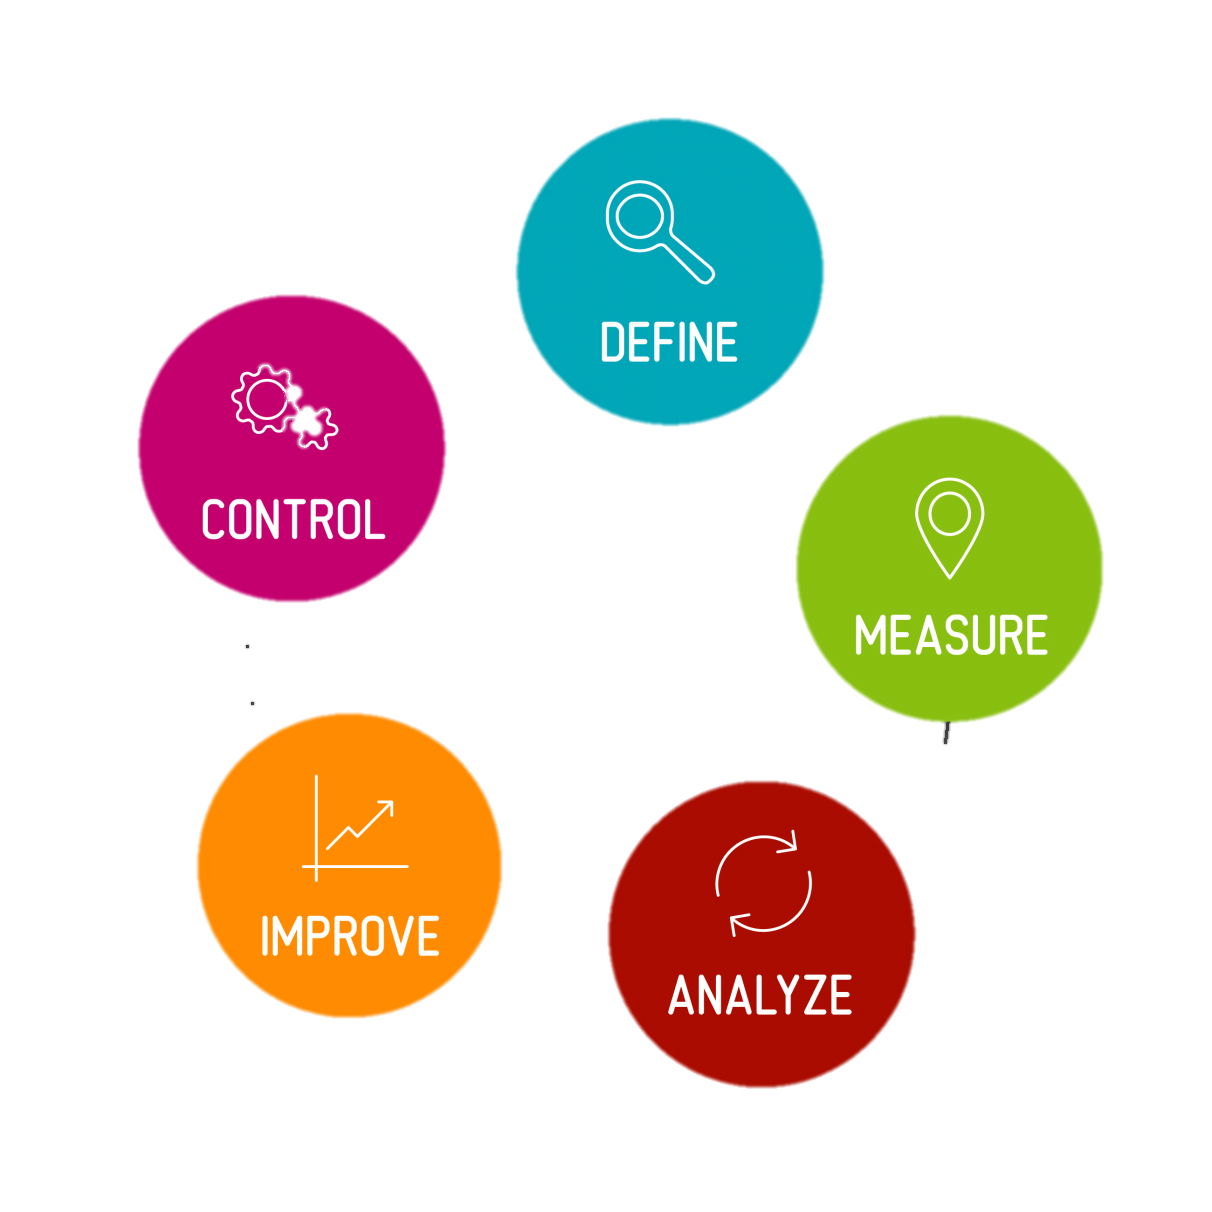 DEFINE
MEASURE
ANALYZE
IMPROVE
CONTROL